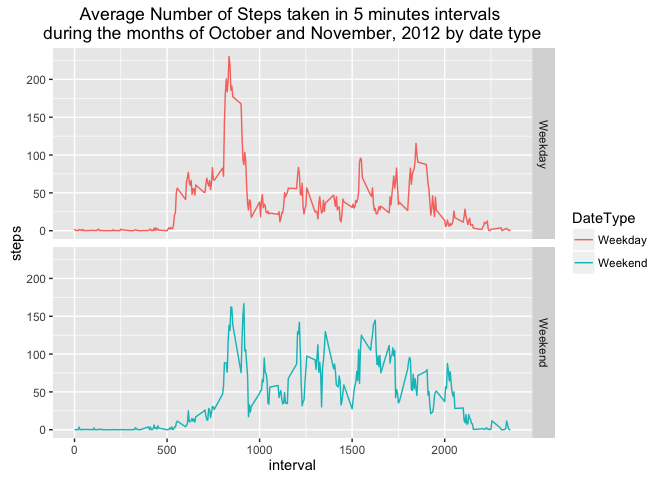 Average Number of Steps taken in 5 minutes intervals
during the months of October and November, 2012 by date type
steps
200
150
100
50
0
Weekday
200
150
100
50
0
Weekend
0
500
1000
1500
2000
interval
DateType
Weekday
Weekend